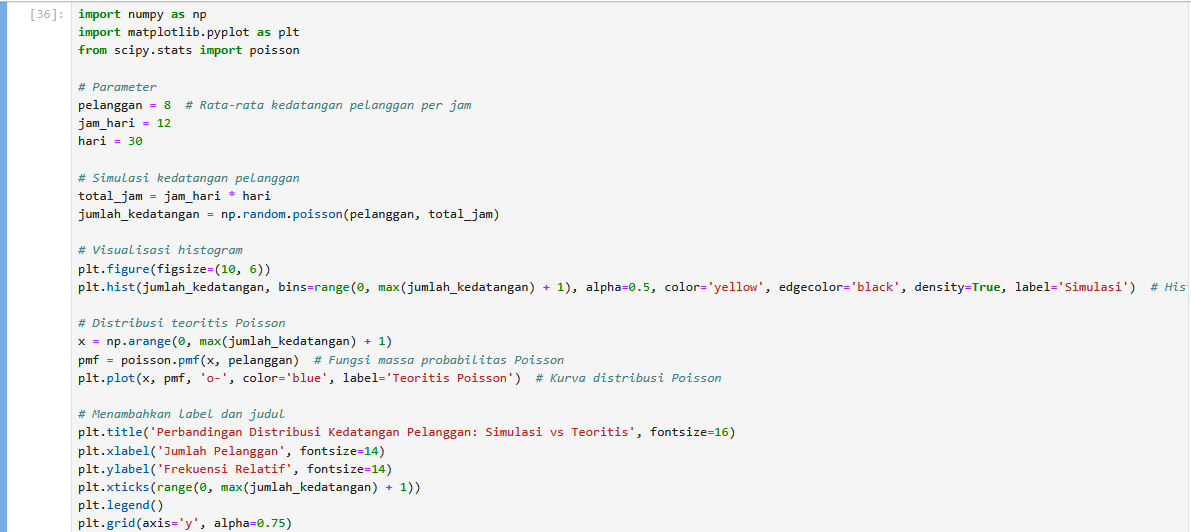 [36]:
import numpy as np
import matplotlib.pyplot as plt
from scipy.stats import poisson
# Parameter
pelanggan = 8  # Rata-rata kedatangan pelanggan per jam
jam_hari = 12
hari = 30
# Simulasi kedatangan pelanggan
total_jam = jam_hari * hari
jumlah_kedatangan = np.random.poisson(pelanggan, total_jam)
# Visualisasi histogram
plt.figure(figsize=(10, 6))
plt.hist(jumlah_kedatangan, bins=range(0, max(jumlah_kedatangan) + 1), alpha=0.5, color='yellow', edgecolor='black', density=True, label='Simulasi')  # His
# Distribusi teoritis Poisson
x = np.arange(0, max(jumlah_kedatangan) + 1)
pmf = poisson.pmf(x, pelanggan)  # Fungsi massa probabilitas Poisson
plt.plot(x, pmf, 'o-', color='blue', label='Teoritis Poisson')  # Kurva distribusi Poisson
# Menambahkan label dan judul
plt.title('Perbandingan Distribusi Kedatangan Pelanggan: Simulasi vs Teoritis', fontsize=16)
plt.xlabel('Jumlah Pelanggan', fontsize=14)
plt.ylabel('Frekuensi Relatif', fontsize=14)
plt.xticks(range(0, max(jumlah_kedatangan) + 1))
plt.legend()
plt.grid(axis='y', alpha=0.75)